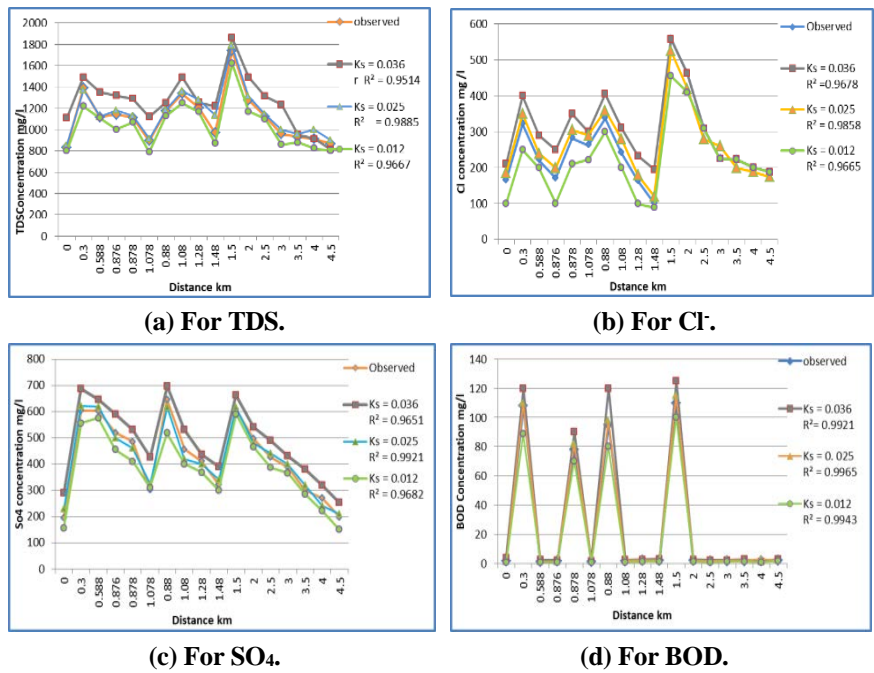 2000
1800
1600
1400
1200
1000
800
600
400
200
0
TDSConcentration mg/L
0
0.3
0.588
0.876
0.878
1.078
0.88
1.08
1.28
1.48
1.5
2
2.5
3
3.5
4
4.5
Distance km
observed
Ks = 0.036
r R² = 0.9514
Ks = 0.025
R² = 0.9885
Ks = 0.012
R² = 0.9667
(a) For TDS.
600
500
400
300
200
100
0
Cl concentration mg /l
0
0.3
0.588
0.876
0.878
1.078
0.88
1.08
1.28
1.48
1.5
2
2.5
3
3.5
4
4.5
Distance km
Observed
Ks = 0.036
R² =0.9678
Ks = 0.025
R² = 0.9858
Ks = 0.012
R² = 0.9665
(b) For Cl⁻.
800
700
600
500
400
300
200
100
0
So4 concentration mg/l
0
0.3
0.588
0.876
0.878
1.078
0.88
1.08
1.28
1.48
1.5
2
2.5
3
3.5
4
4.5
Distance km
Observed
Ks = 0.036
R² = 0.9651
Ks = 0.025
R² = 0.9921
Ks = 0.012
R² = 0.9682
(c) For SO₄.
140
120
100
80
60
40
20
0
BOD Concentration mg/l
0
0.3
0.588
0.876
0.878
1.078
0.88
1.08
1.28
1.48
1.5
2
2.5
3
3.5
4
4.5
Distance km
observed
Ks = 0.036
R²= 0.9921
Ks = 0. 025
R² = 0.9965
Ks = 0.012
R² = 0.9943
(d) For BOD.